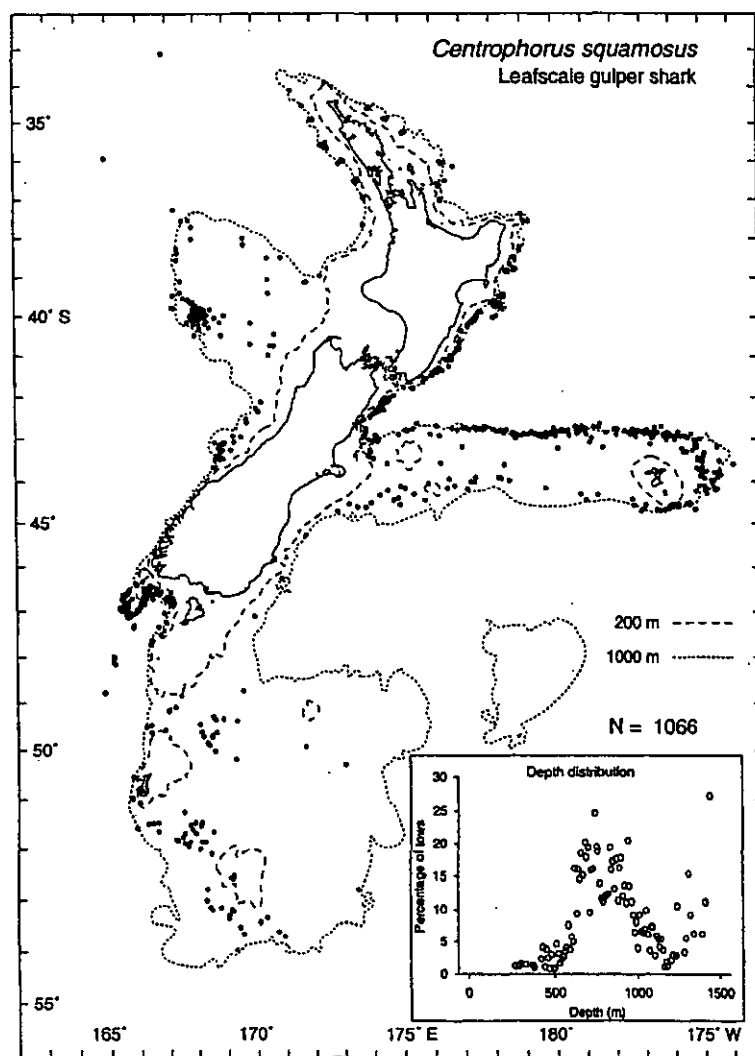 Centrophorus squamosus
Leafscale gulper shark
35°
40° S
45°
50°
55°
200 m
1000 m
N = 1066
Depth distribution
30
25
20
15
10
5
0
Percentage of tows
0 500 1000 1500
Depth (m)
165° 170° 175° E 180° 175° W